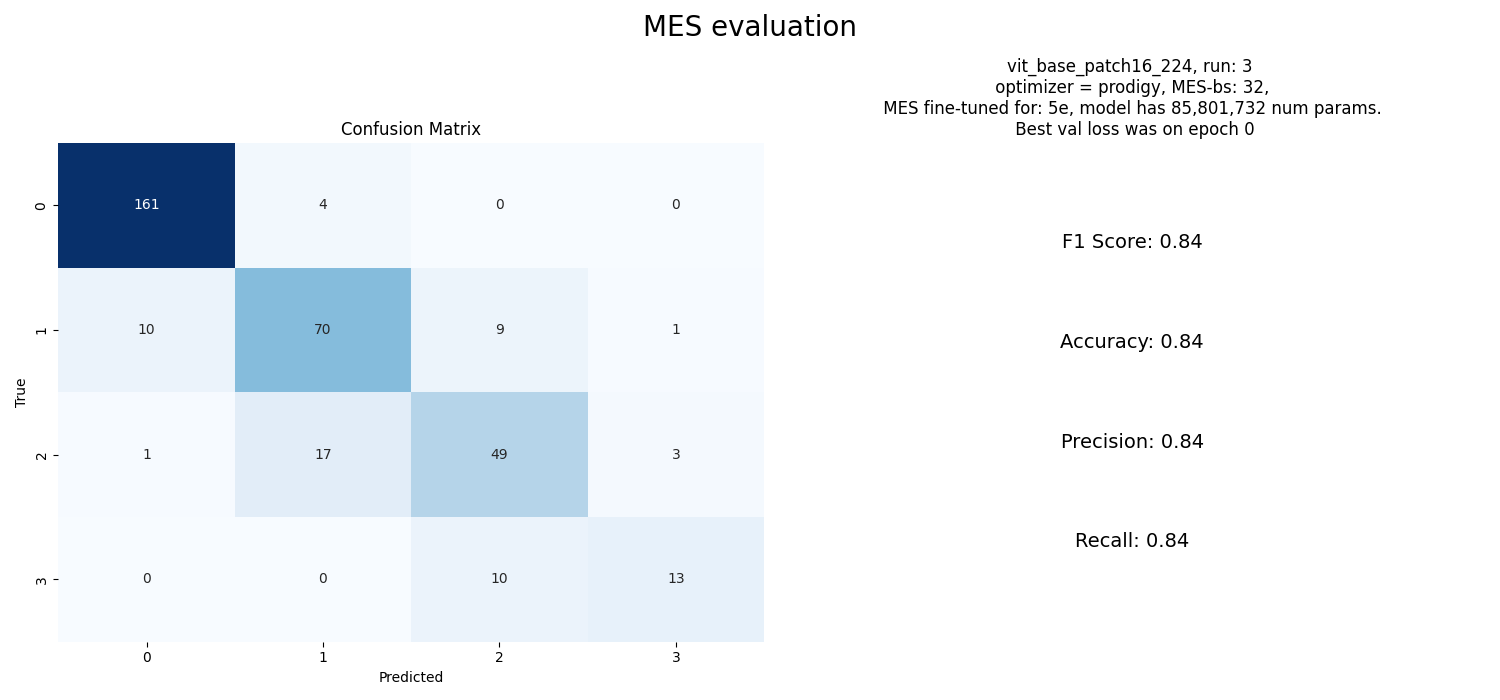 MES evaluation
vit_base_patch16_224, run: 3
optimizer = prodigy, MES-bs: 32,
MES fine-tuned for: 5e, model has 85,801,732 num params.
Best val loss was on epoch 0
Confusion Matrix
True
0
161 4 0 0
1
10 70 9 1
2
1 17 49 3
3
0 0 10 13
0 1 2 3
Predicted
F1 Score: 0.84
Accuracy: 0.84
Precision: 0.84
Recall: 0.84